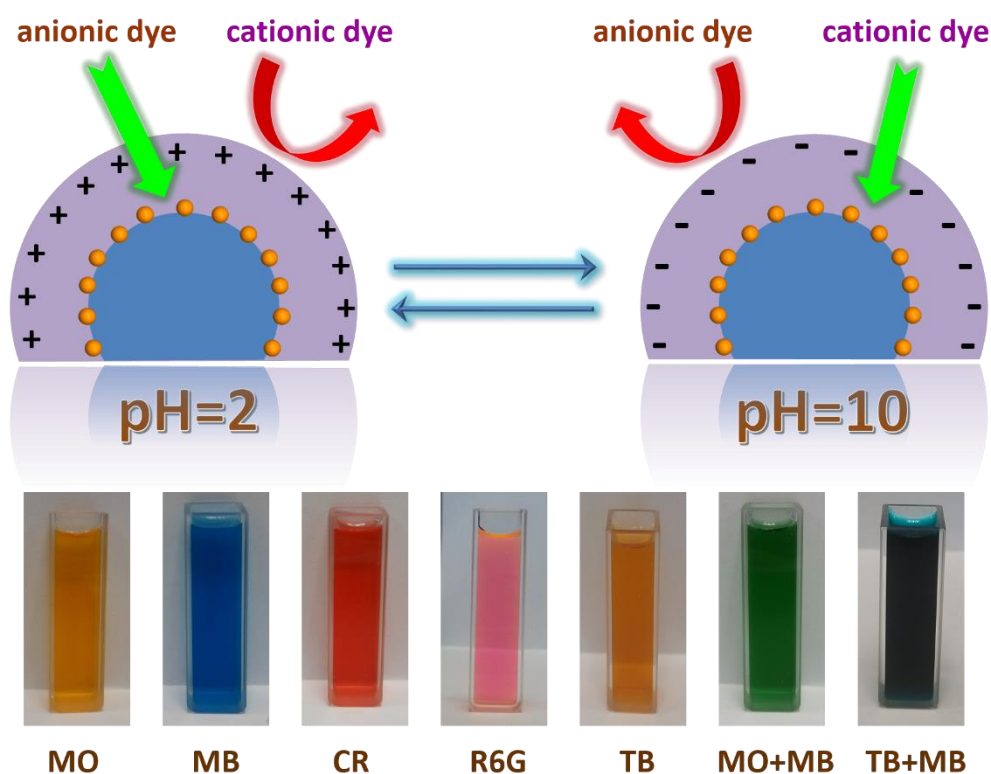 anionic dye cationic dye anionic dye cationic dye
pH=2 pH=10
MO MB CR R6G TB MO+MB TB+MB